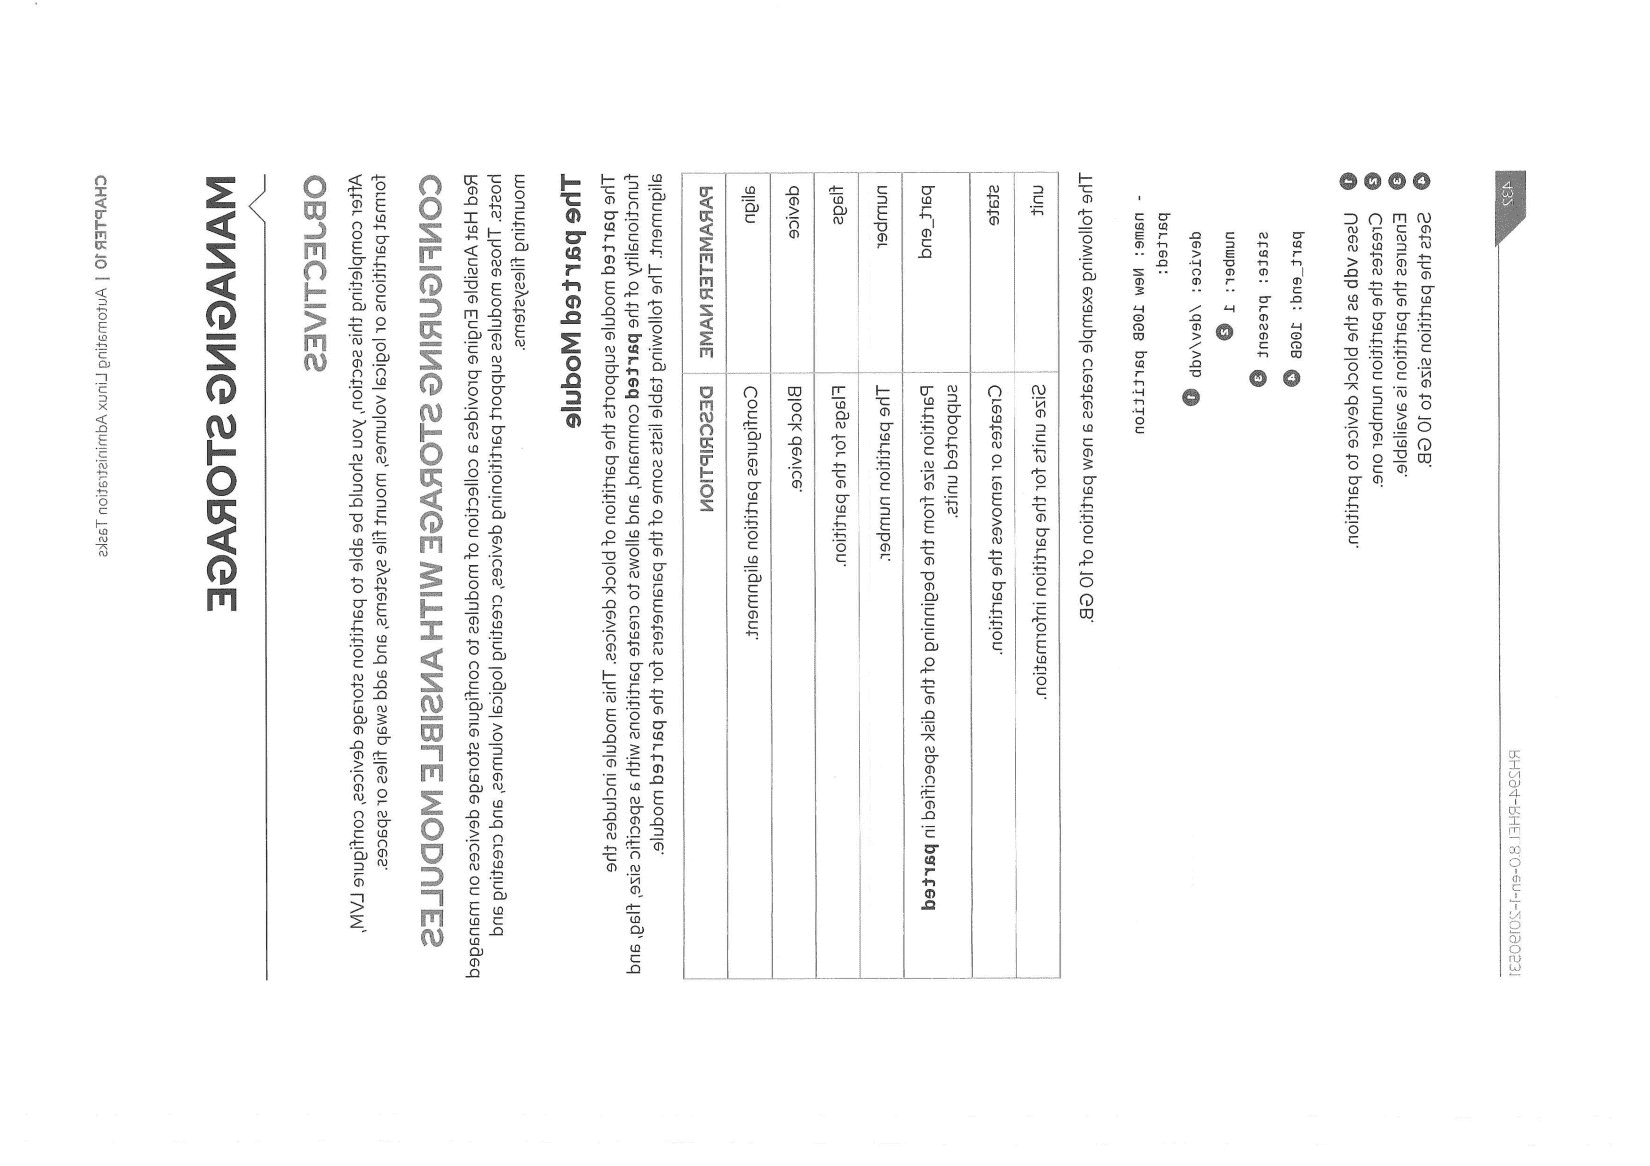 CHAPTER 10 | Automating Linux Administration Tasks
MANAGING STORAGE
OBJECTIVES
After completing this section, you should be able to partition storage devices, configure LVM,
format partitions or logical volumes, mount file systems, and add swap files or spaces.
CONFIGURING STORAGE WITH ANSIBLE MODULES
Red Hat Ansible Engine provides a collection of modules to configure storage devices on managed
hosts. Those modules support partitioning devices, creating logical volumes, and creating and
mounting filesystems.
The parted Module
The parted module supports the partition of block devices. This module includes the
functionality of the parted command, and allows to create partitions with a specific size, flag, and
alignment. The following table lists some of the parameters for the parted module.
PARAMETER NAME DESCRIPTION
align Configures partition alignment.
device Block device.
flags Flags for the partition.
number The partition number.
part_end Partition size from the beginning of the disk specified in parted
supported units.
state Creates or removes the partition.
unit Size units for the partition information.
The following example creates a new partition of 10 GB.
- name: New 10GB partition
parted:
device: /dev/vdb 1
number: 1 2
state: present 3
part_end: 10GB 4
1 Uses vdb as the block device to partition.
2 Creates the partition number one.
3 Ensures the partition is available.
4 Sets the partition size to 10 GB.
432 RH294-RHEL8.0-en-1-20190531